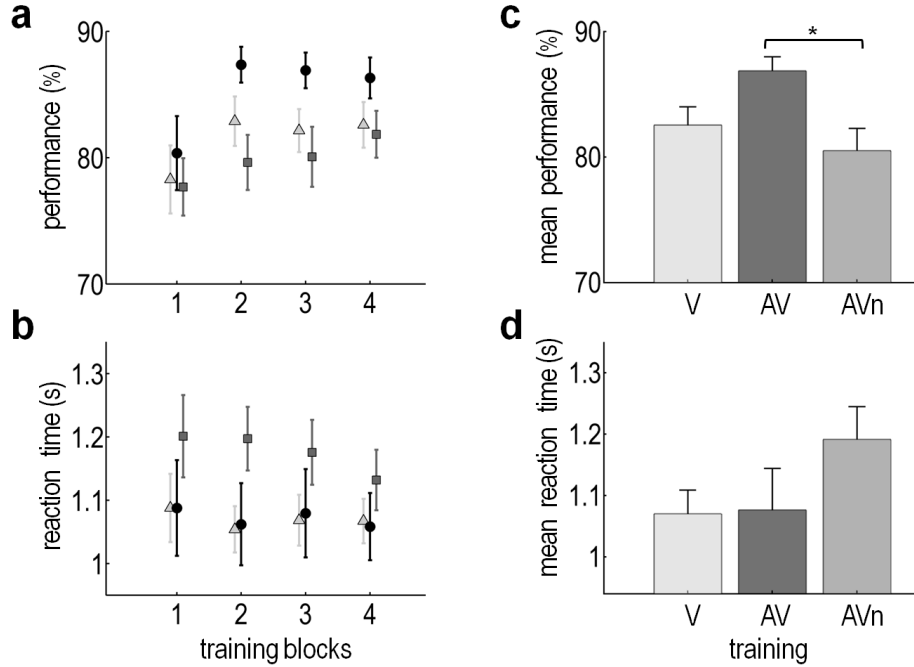 a
performance (%)
90
80
70
1 2 3 4
b
reaction time (s)
1.3
1.2
1.1
1
1 2 3 4
training blocks
c
mean performance (%)
90
80
70
*
V AV AVn
d
mean reaction time (s)
1.3
1.2
1.1
1
V AV AVn
training